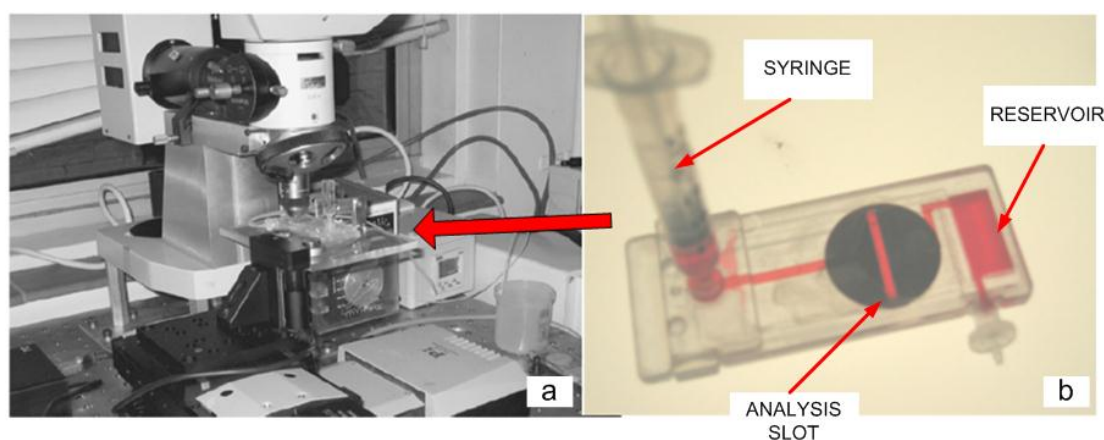 SYRINGE
RESERVOIR
a
b
ANALYSIS
SLOT